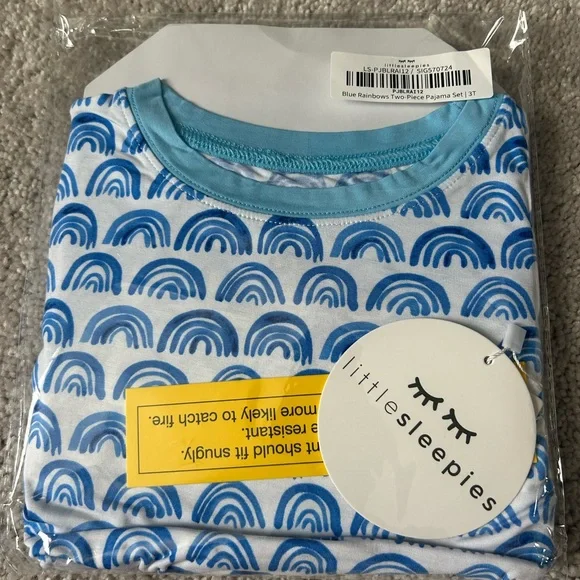 littlesleepies
LS-PJBLRAI12 / SIGS70724
PJBLRAI12
Blue Rainbows Two-Piece Pajama Set | 3T
littlesleepies
nt should fit snugly.
e resistant.
more likely to catch fire.